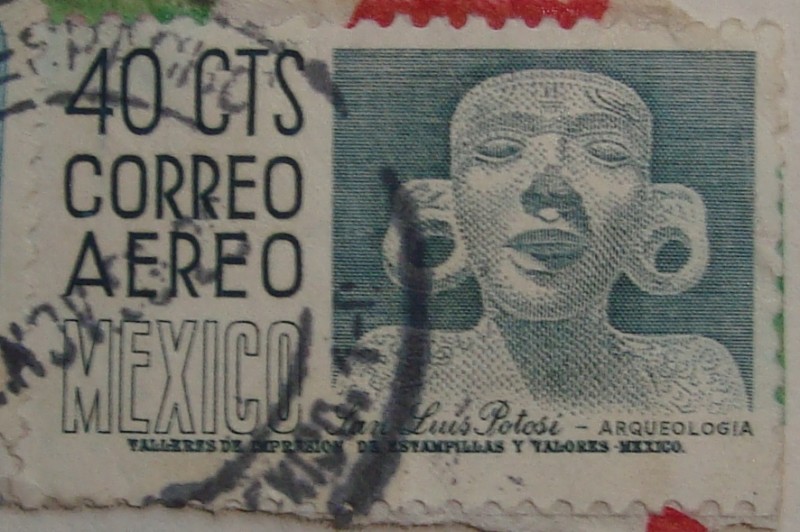 40 CTS
CORREO
AEREO
MEXICO
San Luis Potosi - ARQUEOLOGIA
TALLERES DE IMPRESION DE ESTAMPILLAS Y VALORES-MEXICO.